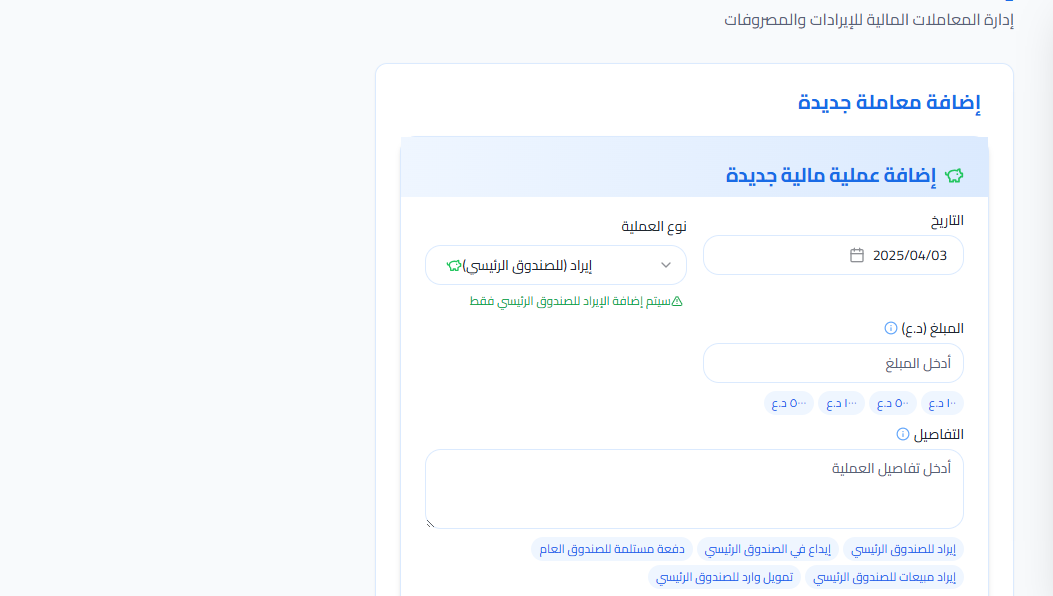 إدارة المعاملات المالية للإيرادات والمصروفات
إضافة معاملة جديدة
إضافة عملية مالية جديدة
التاريخ
2025/04/03
نوع العملية
إيراد (للصندوق الرئيسي)
سيتم إضافة الإيراد للصندوق الرئيسي فقط
المبلغ (د.ع)
أدخل المبلغ
١٠٠ د.ع
٥٠٠ د.ع
١٠٠٠ د.ع
٥٠٠٠ د.ع
التفاصيل
أدخل تفاصيل العملية
إيراد للصندوق الرئيسي
إيداع في الصندوق الرئيسي
دفعة مستلمة للصندوق العام
إيراد مبيعات للصندوق الرئيسي
تمويل وارد للصندوق الرئيسي